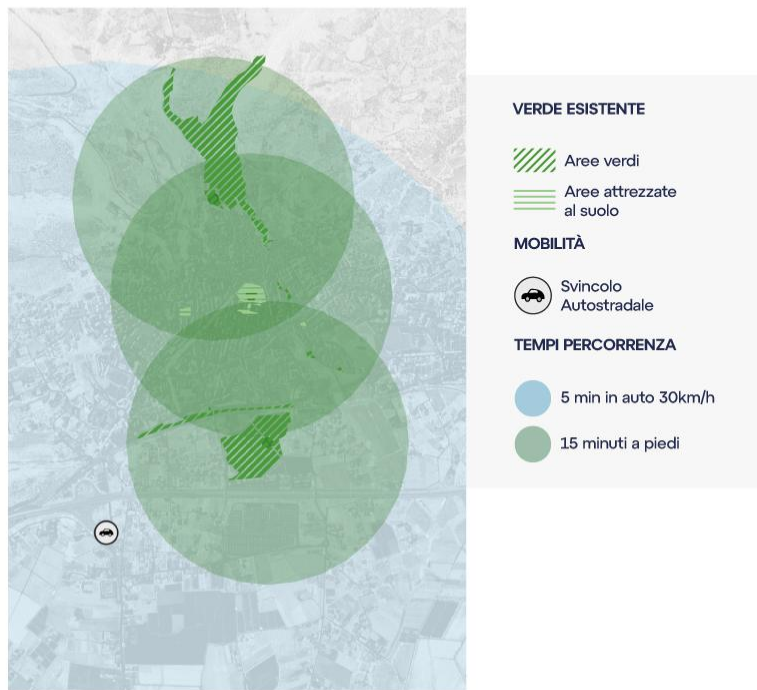 VERDE ESISTENTE
Aree verdi
Aree attrezzate
al suolo
MOBILITÀ
Svincolo
Autostradale
TEMPI PERCORRENZA
5 min in auto 30km/h
15 minuti a piedi